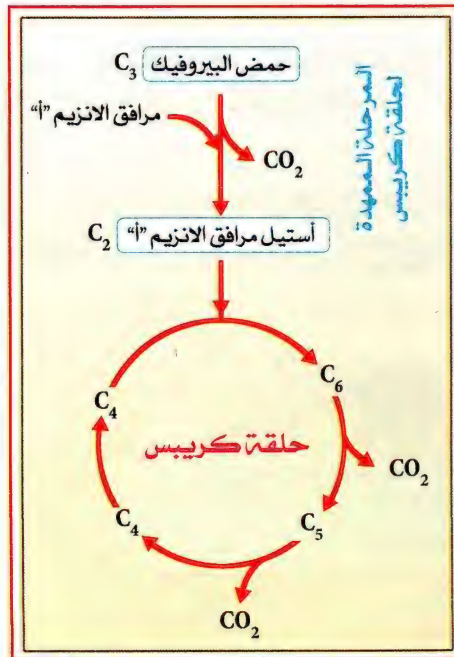 حمض البيروفيك C₃
مرافق الانزيم "أ"
CO₂
المرحلة الممهدة
لحلقة كريبس
أستيل مرافق الانزيم "أ" C₂
C₆
CO₂
C₅
CO₂
C₄
C₄
حلقة كريبس